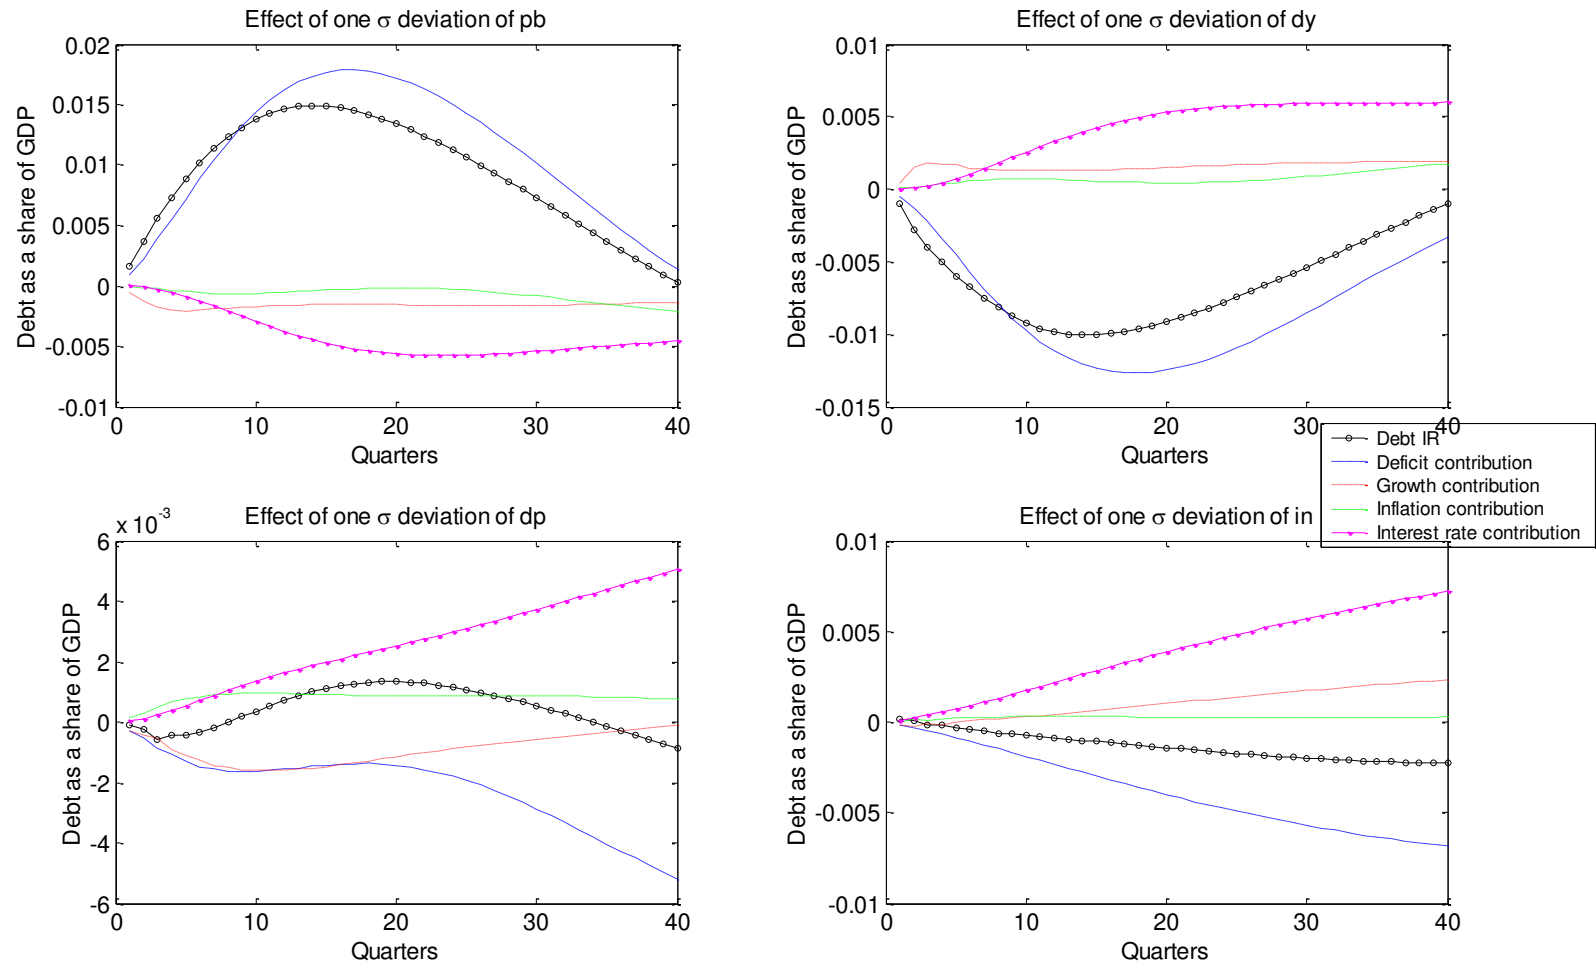 Effect of one σ deviation of pb
0.02
0.015
0.01
0.005
0
-0.005
-0.01
0 10 20 30 40
Debt as a share of GDP
Quarters
Effect of one σ deviation of dy
0.01
0.005
0
-0.005
-0.01
-0.015
0 10 20 30 40
Debt as a share of GDP
Quarters
Debt IR
Deficit contribution
Growth contribution
Inflation contribution
Interest rate contribution
x 10⁻³
Effect of one σ deviation of dp
6
4
2
0
-2
-4
-6
0 10 20 30 40
Debt as a share of GDP
Quarters
Effect of one σ deviation of in
0.01
0.005
0
-0.005
-0.01
0 10 20 30 40
Debt as a share of GDP
Quarters